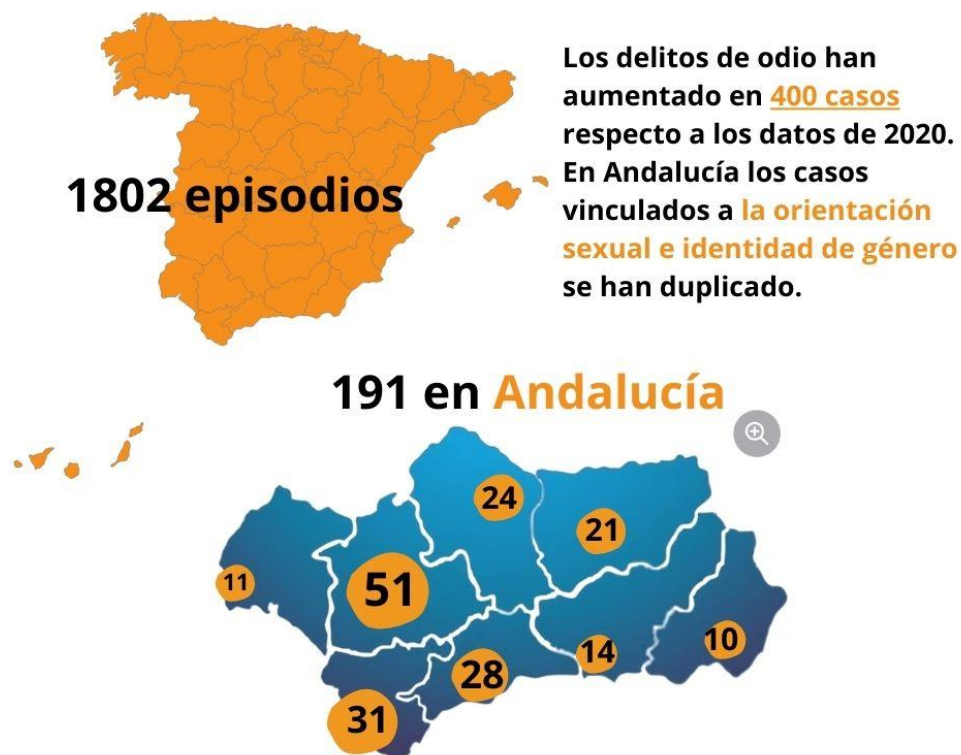 Los delitos de odio han
aumentado en 400 casos
respecto a los datos de 2020.
En Andalucía los casos
vinculados a la orientación
sexual e identidad de género
se han duplicado.
1802 episodios
191 en Andalucía
24
21
11
51
14
10
28
31